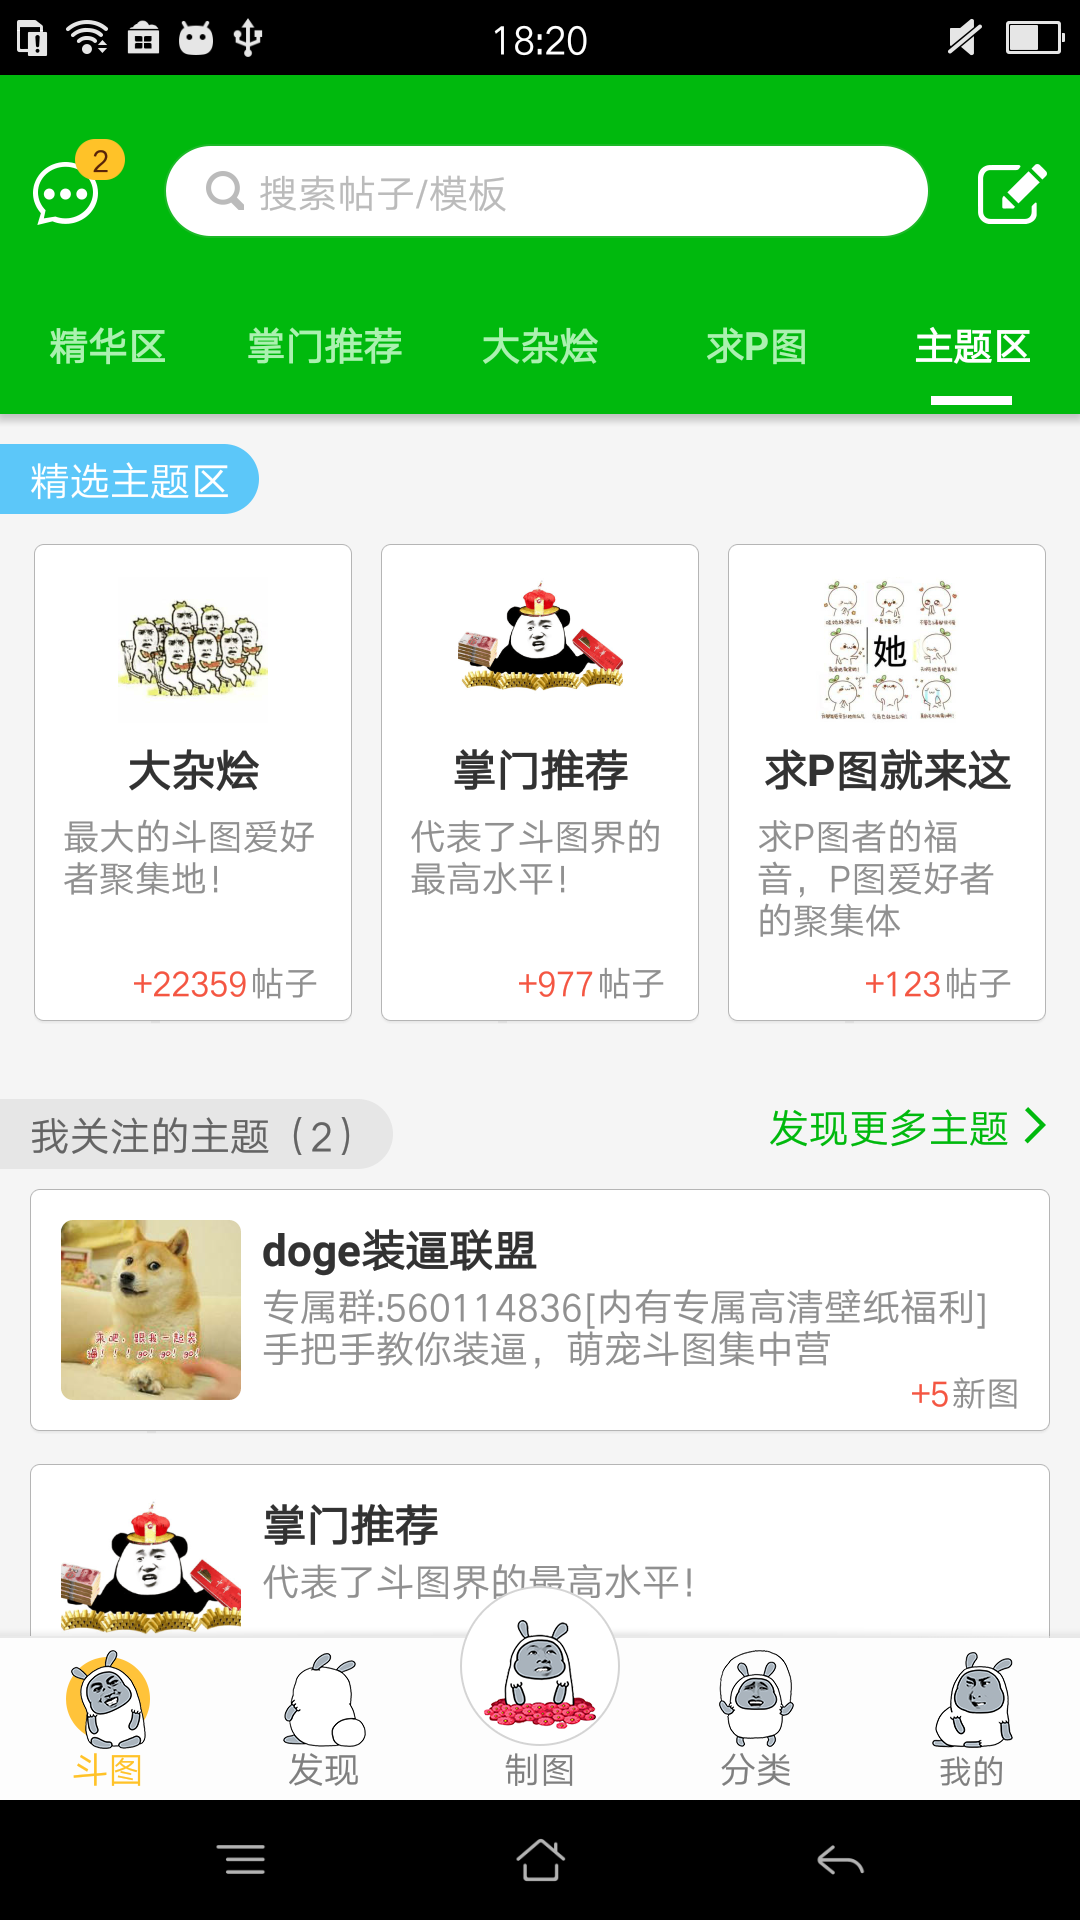 18:20
2
搜索帖子/模板
精华区 掌门推荐 大杂烩 求P图 主题区
精选主题区
她
大杂烩 掌门推荐 求P图就来这
最大的斗图爱好
者聚集地！
代表了斗图界的
最高水平！
求P图者的福
音，P图爱好者
的聚集体
+22359帖子 +977帖子 +123帖子
我关注的主题（2）
发现更多主题
doge装逼联盟
专属群:560114836[内有专属高清壁纸福利]
手把手教你装逼，萌宠斗图集中营
来吧，跟我一起装
逼！！！go！go！go！
+5新图
掌门推荐
代表了斗图界的最高水平！
斗图 发现 制图 分类 我的